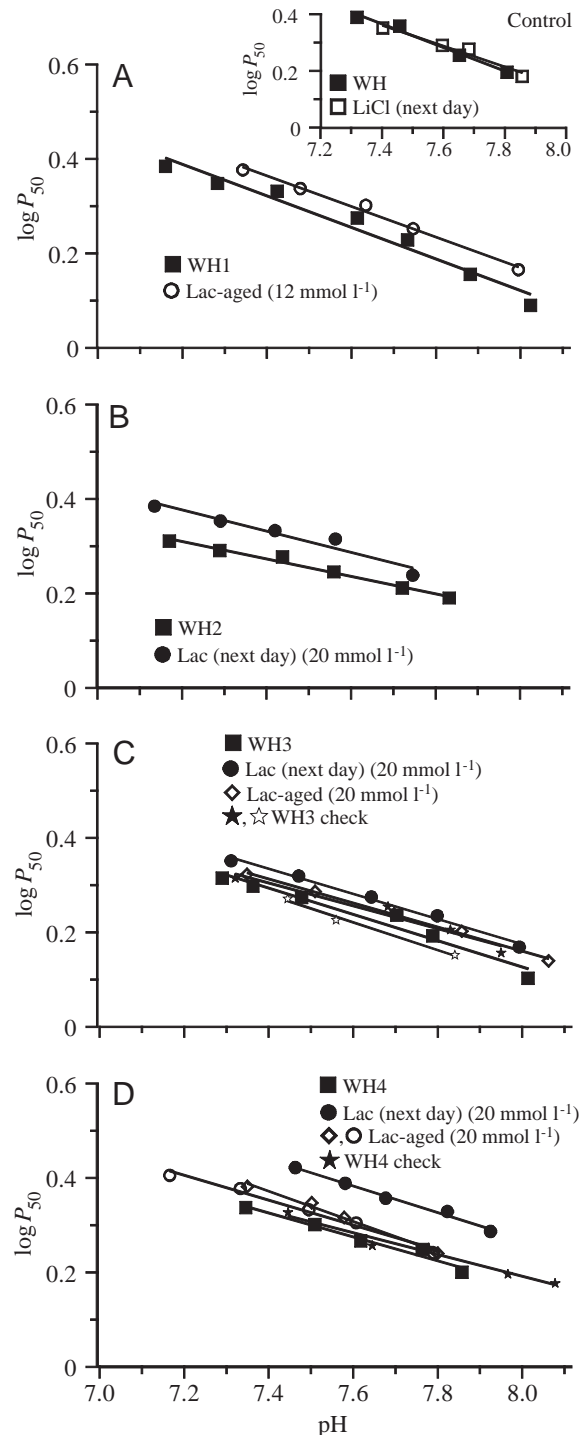 Control
0.4
0.2
0
log P50
WH
LiCl (next day)
7.2 7.4 7.6 7.8 8.0
A
0.6
0.4
0.2
0
log P50
WH1
Lac-aged (12 mmol l-1)
B
0.6
0.4
0.2
0
log P50
WH2
Lac (next day) (20 mmol l-1)
C
0.6
0.4
0.2
0
log P50
WH3
Lac (next day) (20 mmol l-1)
Lac-aged (20 mmol l-1)
, WH3 check
D
0.6
0.4
0.2
0
log P50
WH4
Lac (next day) (20 mmol l-1)
, Lac-aged (20 mmol l-1)
WH4 check
7.0 7.2 7.4 7.6 7.8 8.0
pH